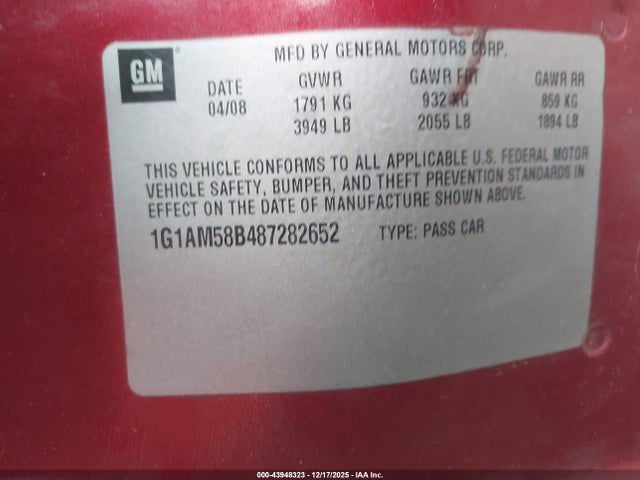 GM
®
MFD BY GENERAL MOTORS CORP.
DATE GVWR GAWR FRT GAWR RR
04/08 1791 KG 932 KG 859 KG
3949 LB 2055 LB 1894 LB
THIS VEHICLE CONFORMS TO ALL APPLICABLE U.S. FEDERAL MOTOR
VEHICLE SAFETY, BUMPER, AND THEFT PREVENTION STANDARDS IN
EFFECT ON THE DATE OF MANUFACTURE SHOWN ABOVE.
1G1AM58B487282652 TYPE: PASS CAR
000-43948323 - 12/17/2025 - IAA Inc.